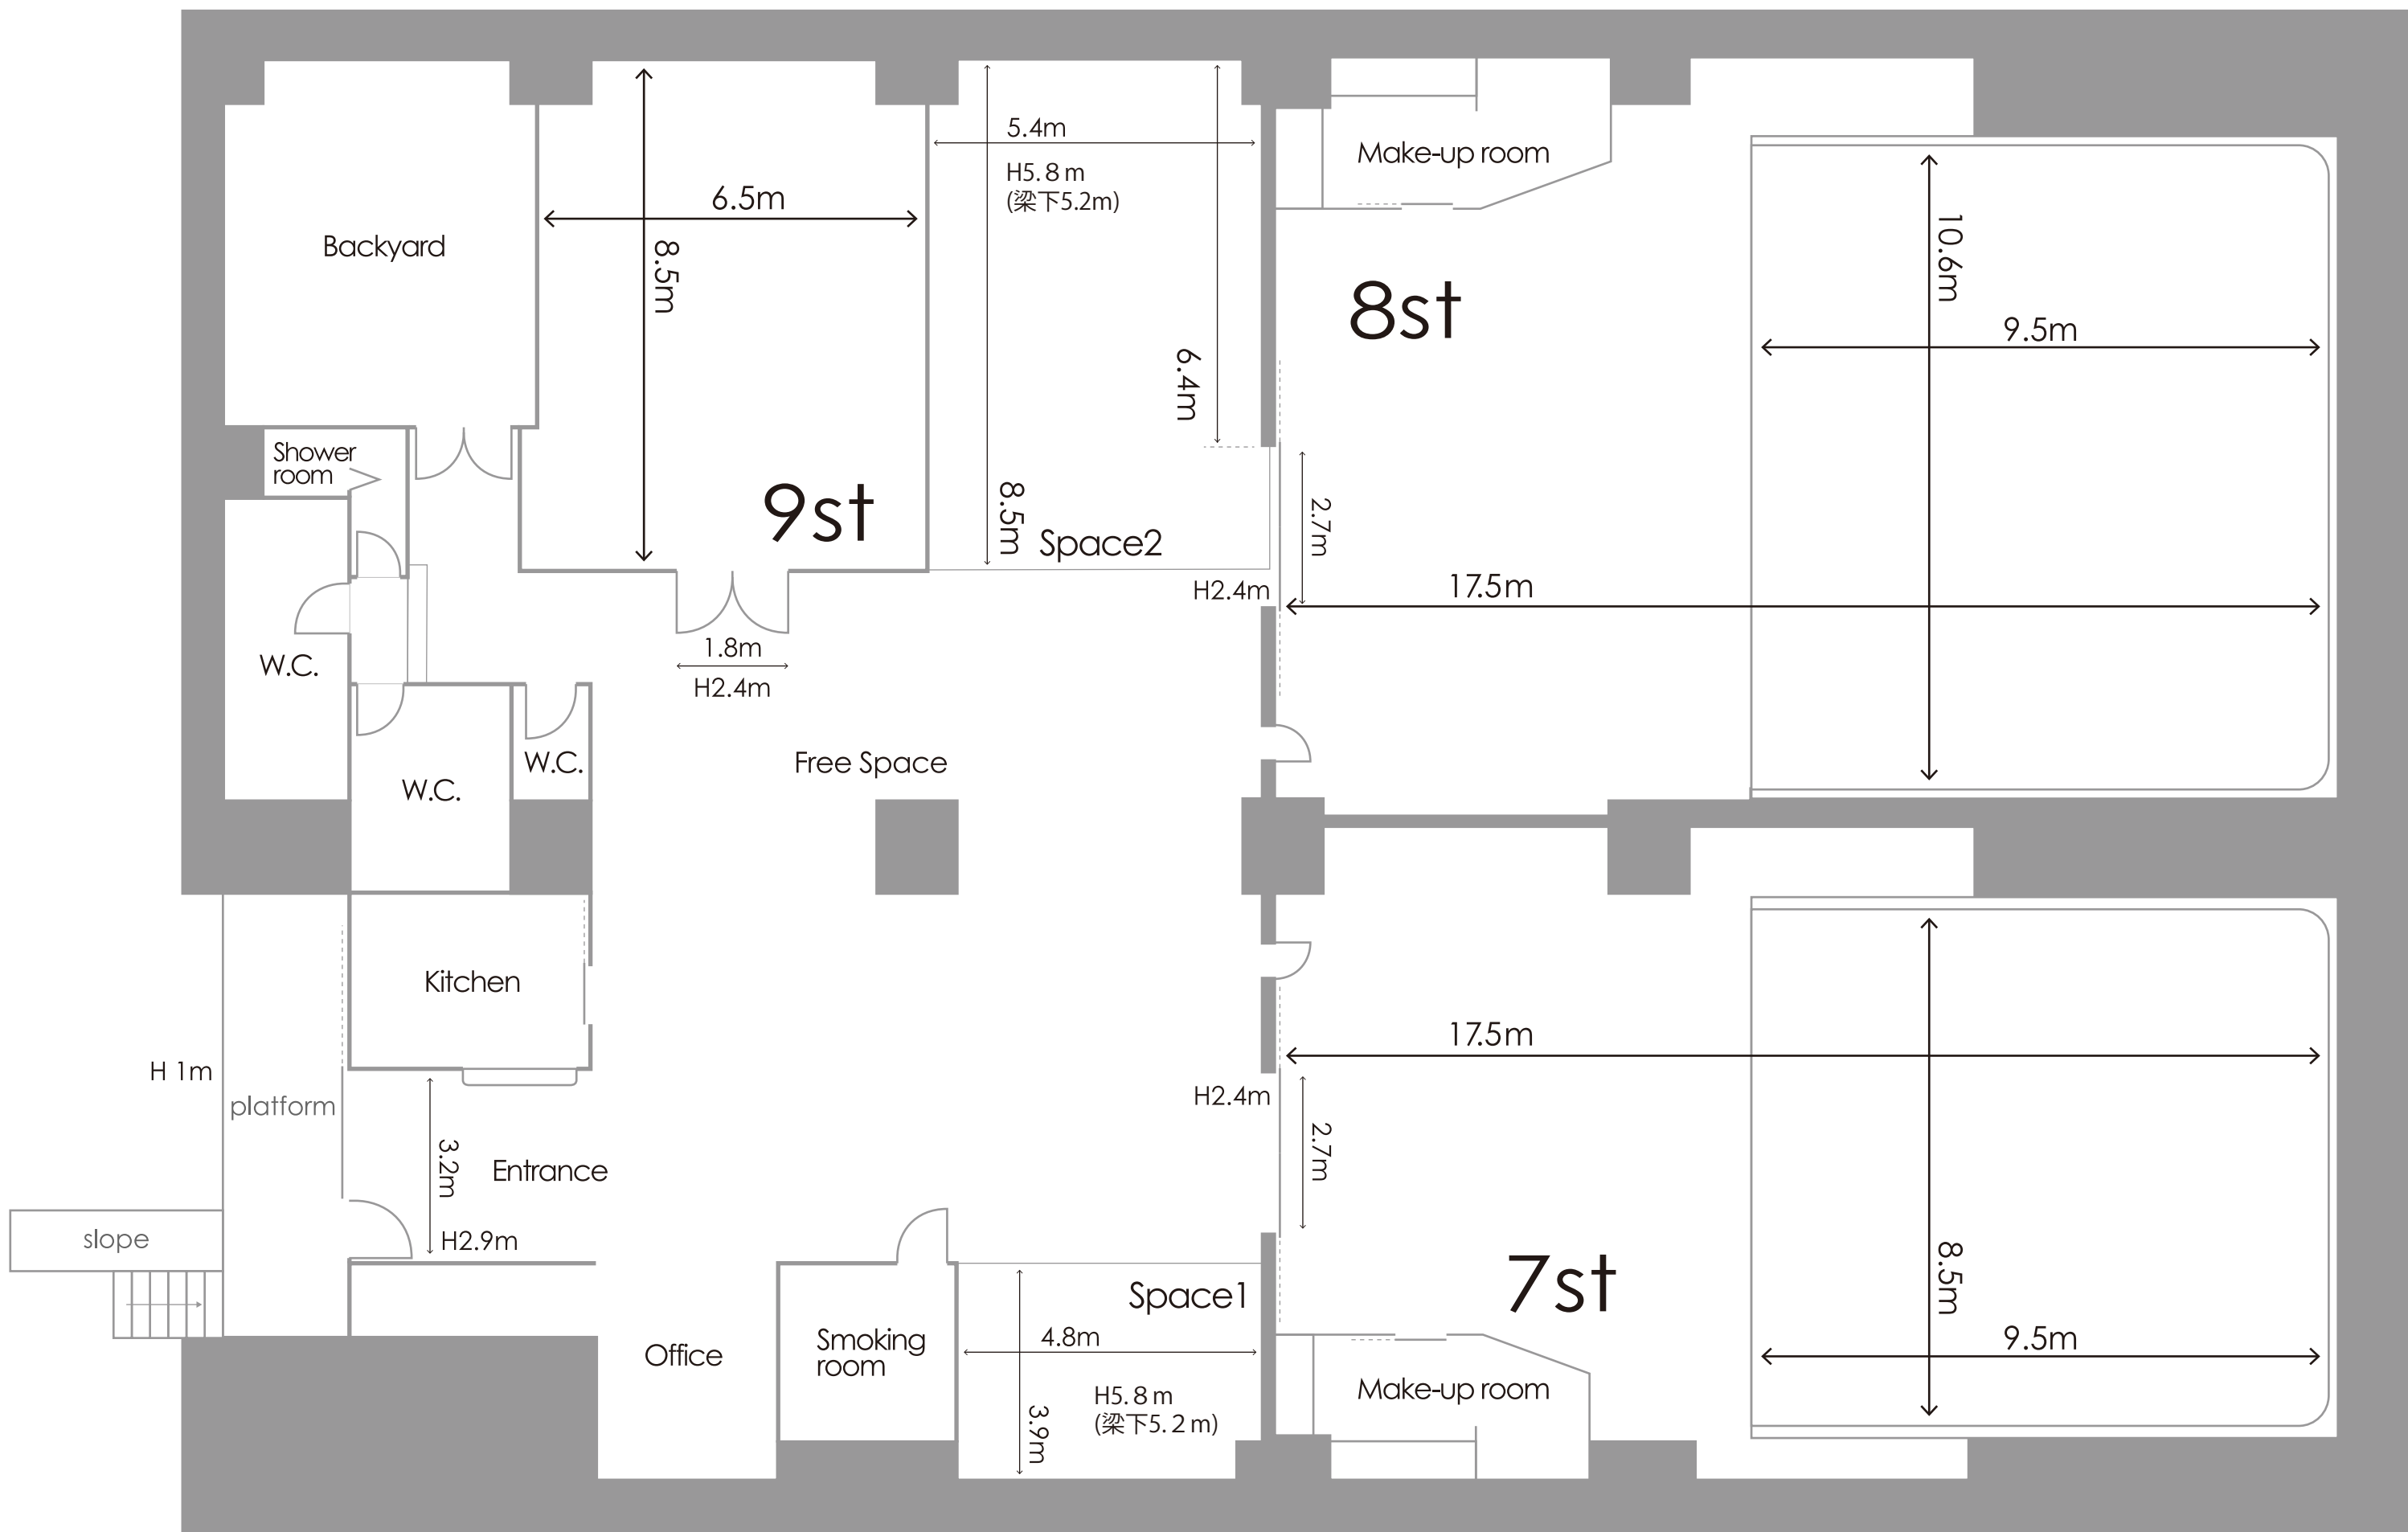 5.4m
Make-up room
H5.8m
(梁下5.2m)
6.5m
Backyard
8.5m
10.6m
8st
9.5m
6.4m
Shower
room
9st
8.5m
Space2
2.7m
H2.4m
17.5m
1.8m
H2.4m
W.C.
W.C.
W.C.
Free Space
Kitchen
17.5m
H 1m
platform
H2.4m
3.2m
Entrance
2.7m
slope
H2.9m
7st
8.5m
Space1
4.8m
Smoking
room
Office
9.5m
Make-up room
H5.8m
(梁下5.2m)
3.9m